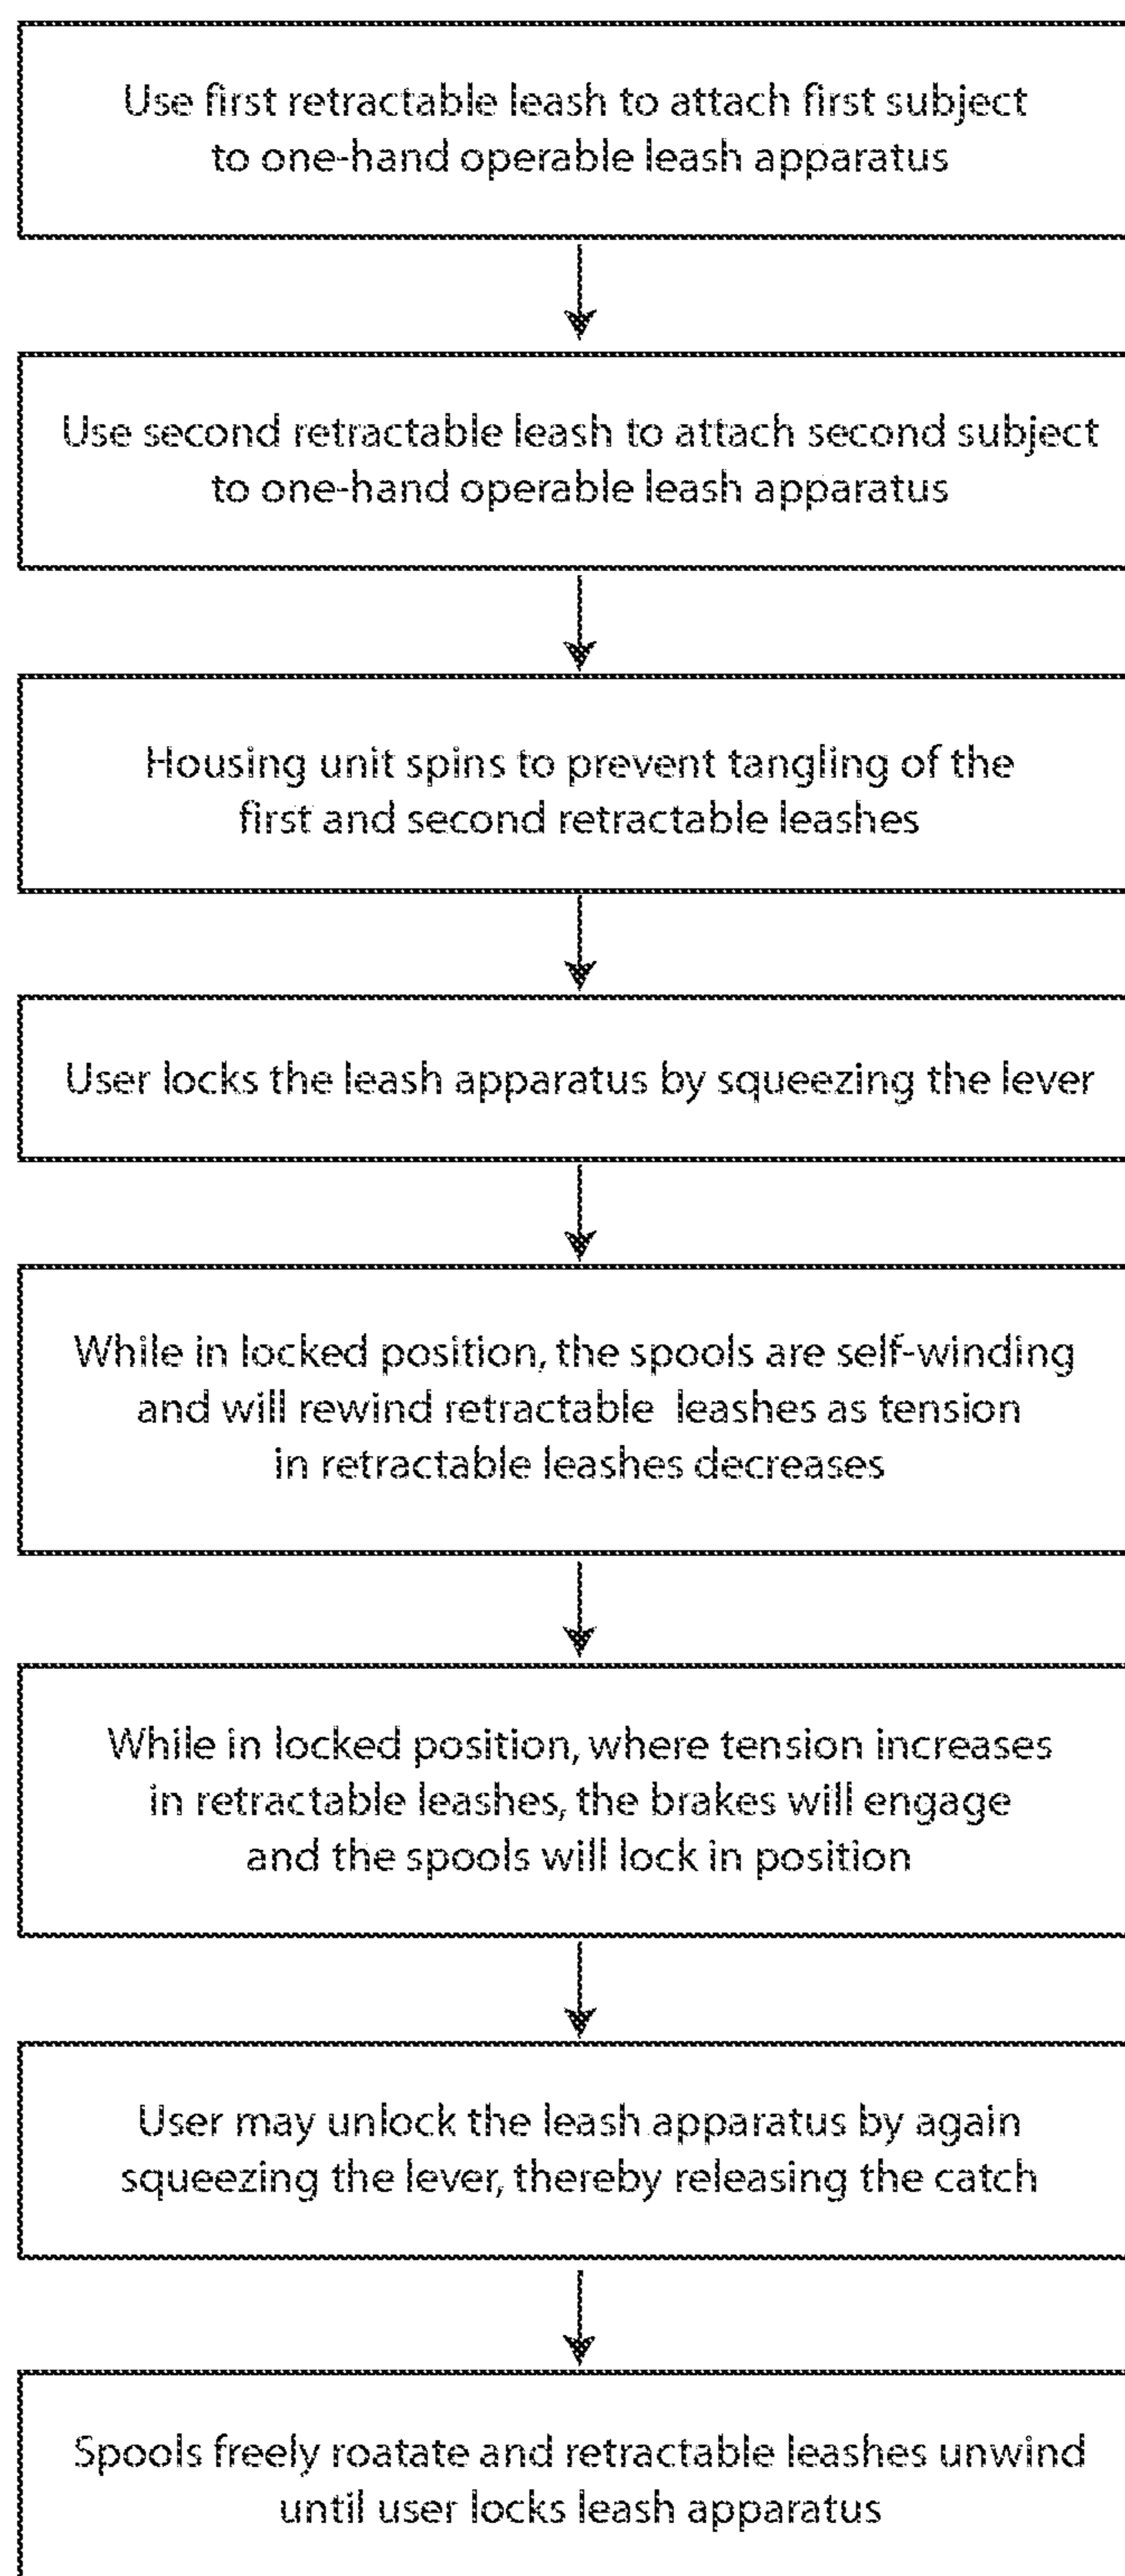 Use first retractable leash to attach first subject
to one-hand operable leash apparatus
Use second retractable leash to attach second subject
to one-hand operable leash apparatus
Housing unit spins to prevent tangling of the
first and second retractable leashes
User locks the leash apparatus by squeezing the lever
While in locked position, the spools are self-winding
and will rewind retractable leashes as tension
in retractable leashes decreases
While in locked position, where tension increases
in retractable leashes, the brakes will engage
and the spools will lock in position
User may unlock the leash apparatus by again
squeezing the lever, thereby releasing the catch
Spools freely roatate and retractable leashes unwind
until user locks leash apparatus